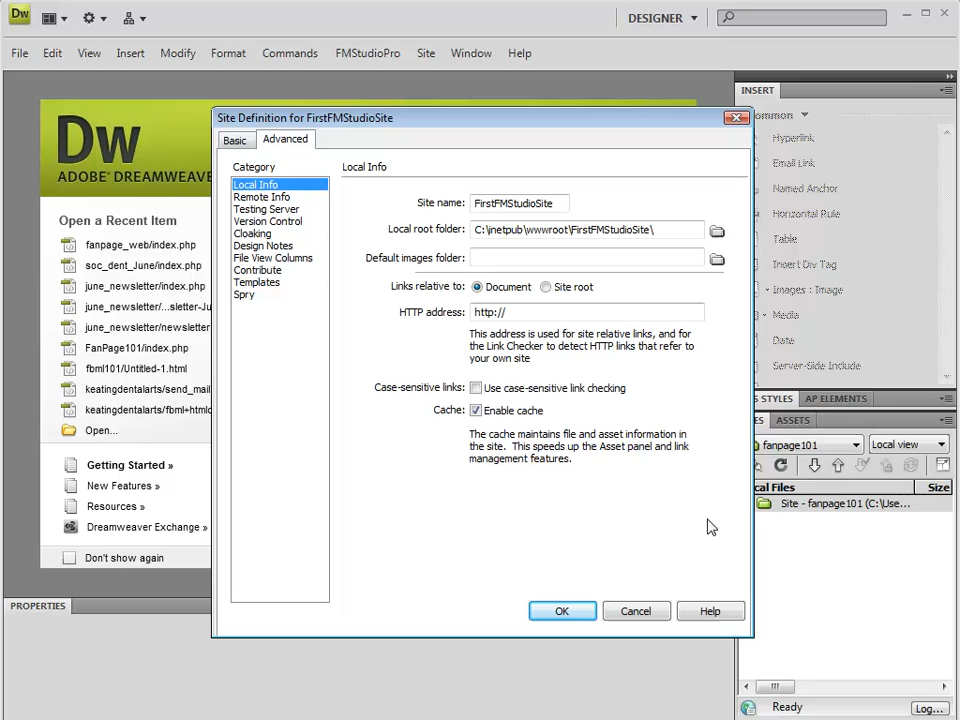 Dw
DESIGNER
File Edit View Insert Modify Format Commands FMStudioPro Site Window Help
Dw
ADOBE® DREAMWEAVE
Open a Recent Item
fanpage_web/index.php
soc_dent_June/index.php
june_newsletter/index.php
june_newsletter/...sletter-Ju
june_newsletter/newsletter
FanPage101/index.php
fbml101/Untitled-1.html
keatingdentalarts/send_mail
keatingdentalarts/fbml+htmlc
Open...
Getting Started »
New Features »
Resources »
Dreamweaver Exchange »
Don't show again
PROPERTIES
Site Definition for FirstFMStudioSite
Basic Advanced
Category
Local Info
Remote Info
Testing Server
Version Control
Cloaking
Design Notes
File View Columns
Contribute
Templates
Spry
Local Info
Site name: FirstFMStudioSite
Local root folder: C:\inetpub\wwwroot\FirstFMStudioSite\
Default images folder:
Links relative to: Document Site root
HTTP address: http://
This address is used for site relative links, and for
the Link Checker to detect HTTP links that refer to
your own site
Case-sensitive links: Use case-sensitive link checking
Cache: Enable cache
The cache maintains file and asset information in
the site. This speeds up the Asset panel and link
management features.
OK Cancel Help
INSERT
ommon
Hyperlink
Email Link
Named Anchor
Horizontal Rule
Table
Insert Div Tag
Images : Image
Media
Date
Server-Side Include
S STYLES AP ELEMENTS
ES ASSETS
fanpage101 Local view
cal Files Size
Site - fanpage101 (C:\Use...
Ready Log...